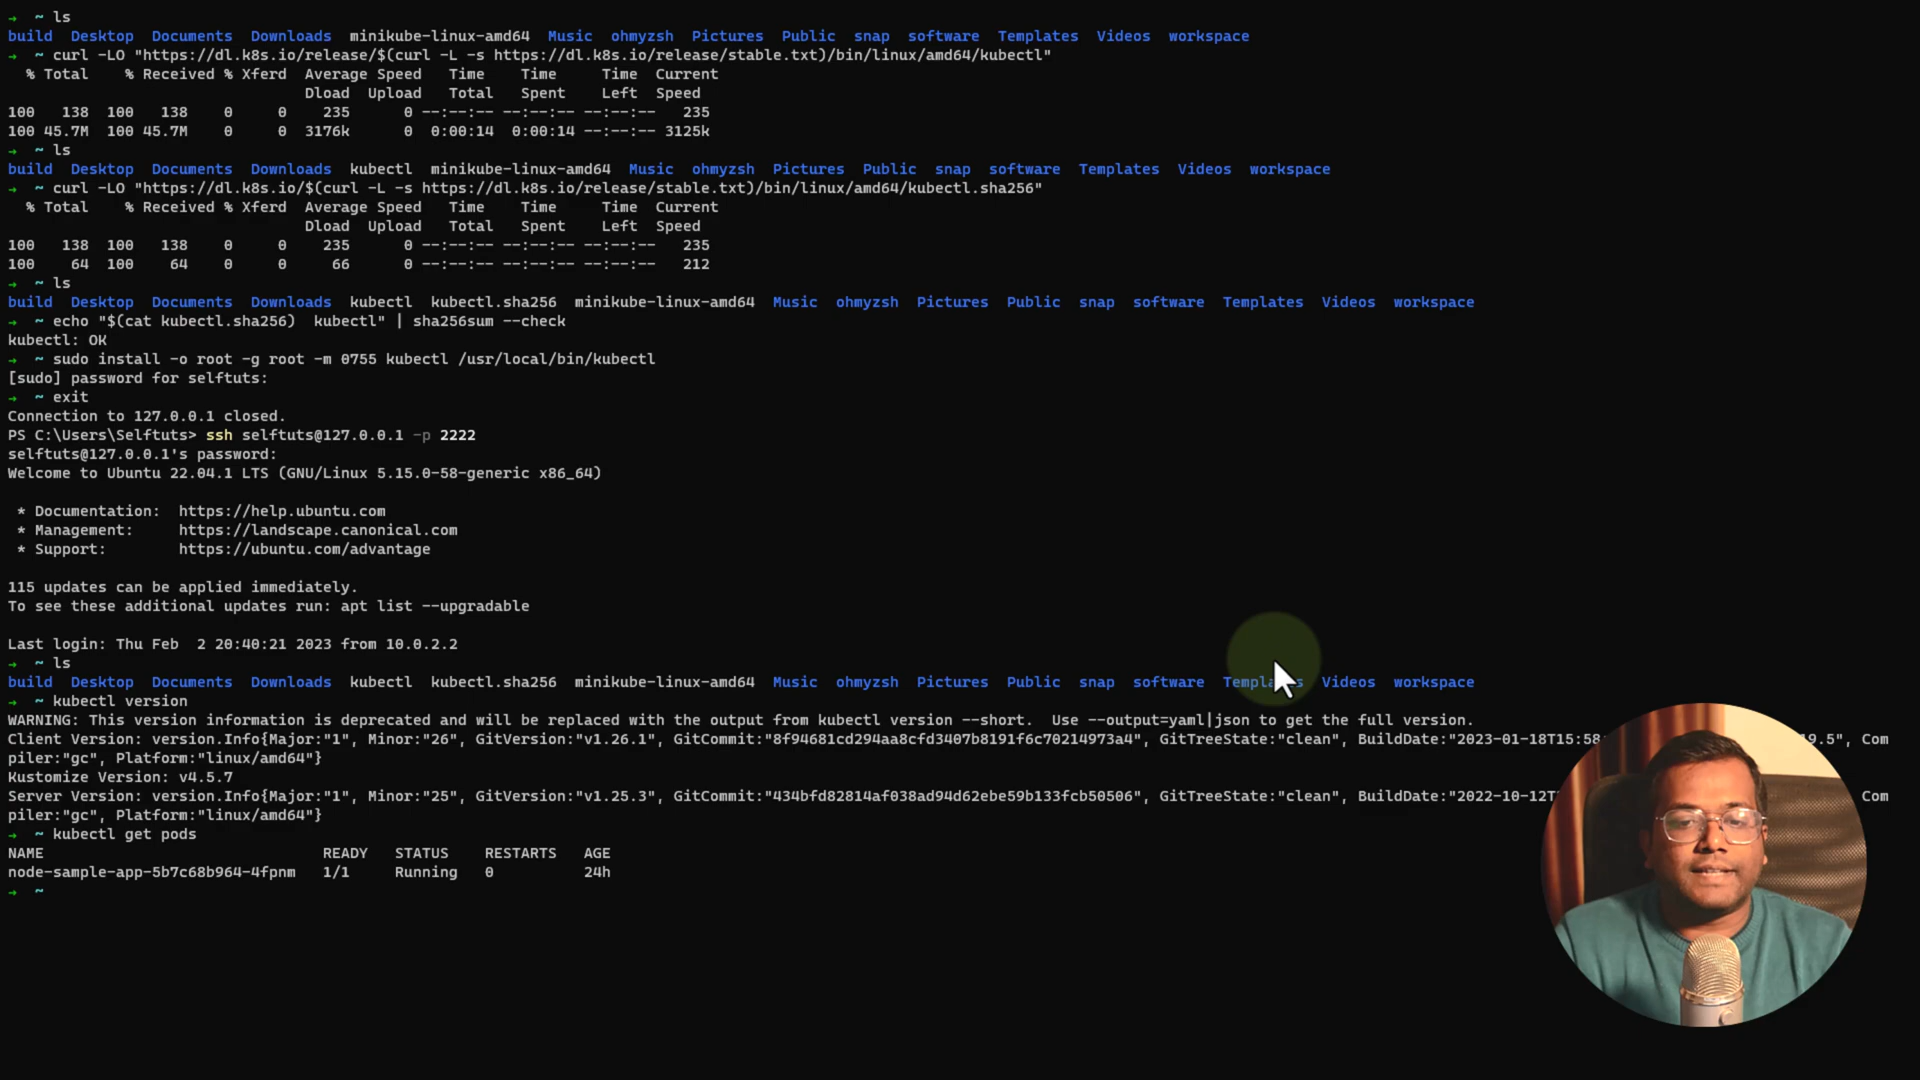 → ~ ls
build Desktop Documents Downloads minikube-linux-amd64 Music ohmyzsh Pictures Public snap software Templates Videos workspace
→ ~ curl -LO "https://dl.k8s.io/release/$(curl -L -s https://dl.k8s.io/release/stable.txt)/bin/linux/amd64/kubectl"
% Total % Received % Xferd Average Speed Time Time Time Current
Dload Upload Total Spent Left Speed
100 138 100 138 0 0 235 0 --:--:-- --:--:-- --:--:-- 235
100 45.7M 100 45.7M 0 0 3176k 0 0:00:14 0:00:14 --:--:-- 3125k
→ ~ ls
build Desktop Documents Downloads kubectl minikube-linux-amd64 Music ohmyzsh Pictures Public snap software Templates Videos workspace
→ ~ curl -LO "https://dl.k8s.io/$(curl -L -s https://dl.k8s.io/release/stable.txt)/bin/linux/amd64/kubectl.sha256"
% Total % Received % Xferd Average Speed Time Time Time Current
Dload Upload Total Spent Left Speed
100 138 100 138 0 0 235 0 --:--:-- --:--:-- --:--:-- 235
100 64 100 64 0 0 66 0 --:--:-- --:--:-- --:--:-- 212
→ ~ ls
build Desktop Documents Downloads kubectl kubectl.sha256 minikube-linux-amd64 Music ohmyzsh Pictures Public snap software Templates Videos workspace
→ ~ echo "$(cat kubectl.sha256)  kubectl" | sha256sum --check
kubectl: OK
→ ~ sudo install -o root -g root -m 0755 kubectl /usr/local/bin/kubectl
[sudo] password for selftuts:
→ ~ exit
Connection to 127.0.0.1 closed.
PS C:\Users\Selftuts> ssh selftuts@127.0.0.1 -p 2222
selftuts@127.0.0.1's password:
Welcome to Ubuntu 22.04.1 LTS (GNU/Linux 5.15.0-58-generic x86_64)
* Documentation: https://help.ubuntu.com
* Management: https://landscape.canonical.com
* Support: https://ubuntu.com/advantage
115 updates can be applied immediately.
To see these additional updates run: apt list --upgradable
Last login: Thu Feb 2 20:40:21 2023 from 10.0.2.2
→ ~ ls
build Desktop Documents Downloads kubectl kubectl.sha256 minikube-linux-amd64 Music ohmyzsh Pictures Public snap software Templates Videos workspace
→ ~ kubectl version
WARNING: This version information is deprecated and will be replaced with the output from kubectl version --short. Use --output=yaml|json to get the full version.
Client Version: version.Info{Major:"1", Minor:"26", GitVersion:"v1.26.1", GitCommit:"8f94681cd294aa8cfd3407b8191f6c70214973a4", GitTreeState:"clean", BuildDate:"2023-01-18T15:58: 19.5", Com
piler:"gc", Platform:"linux/amd64"}
Kustomize Version: v4.5.7
Server Version: version.Info{Major:"1", Minor:"25", GitVersion:"v1.25.3", GitCommit:"434bfd82814af038ad94d62ebe59b133fcb50506", GitTreeState:"clean", BuildDate:"2022-10-12T Com
piler:"gc", Platform:"linux/amd64"}
→ ~ kubectl get pods
NAME READY STATUS RESTARTS AGE
node-sample-app-5b7c68b964-4fpnm 1/1 Running 0 24h
→ ~